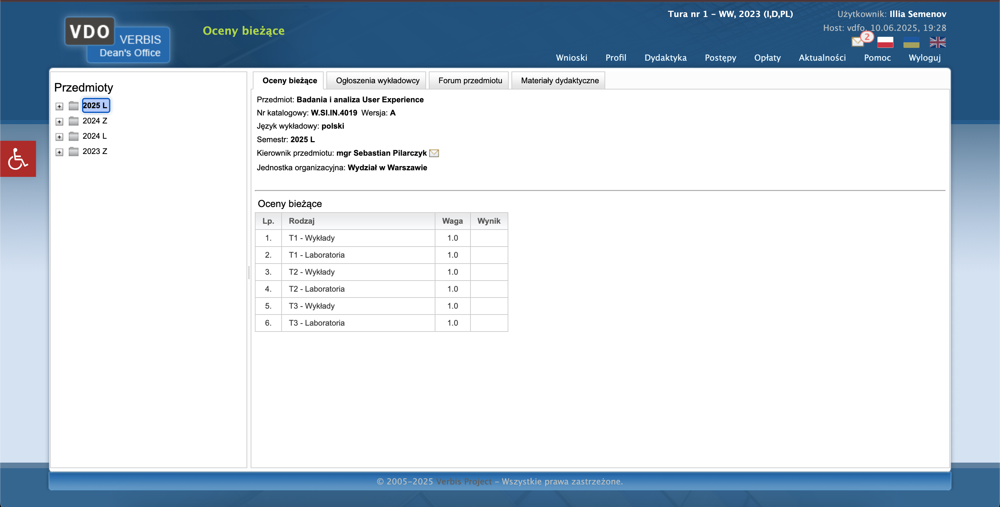 VDO
VERBIS
Dean's Office
Oceny bieżące
Tura nr 1 – WW, 2023 (I,D,PL)
Użytkownik: Illia Semenov
Host: vdfo, 10.06.2025, 19:28
2
Wnioski Profil Dydaktyka Postępy Opłaty Aktualności Pomoc Wyloguj
Przedmioty
2025 L
2024 Z
2024 L
2023 Z
Oceny bieżące Ogłoszenia wykładowcy Forum przedmiotu Materiały dydaktyczne
Przedmiot: Badania i analiza User Experience
Nr katalogowy: W.SI.IN.4019 Wersja: A
Język wykładowy: polski
Semestr: 2025 L
Kierownik przedmiotu: mgr Sebastian Pilarczyk
Jednostka organizacyjna: Wydział w Warszawie
Oceny bieżące
Lp. Rodzaj Waga Wynik
1. T1 - Wykłady 1.0
2. T1 - Laboratoria 1.0
3. T2 - Wykłady 1.0
4. T2 - Laboratoria 1.0
5. T3 - Wykłady 1.0
6. T3 - Laboratoria 1.0
© 2005–2025 Verbis Project – Wszystkie prawa zastrzeżone.